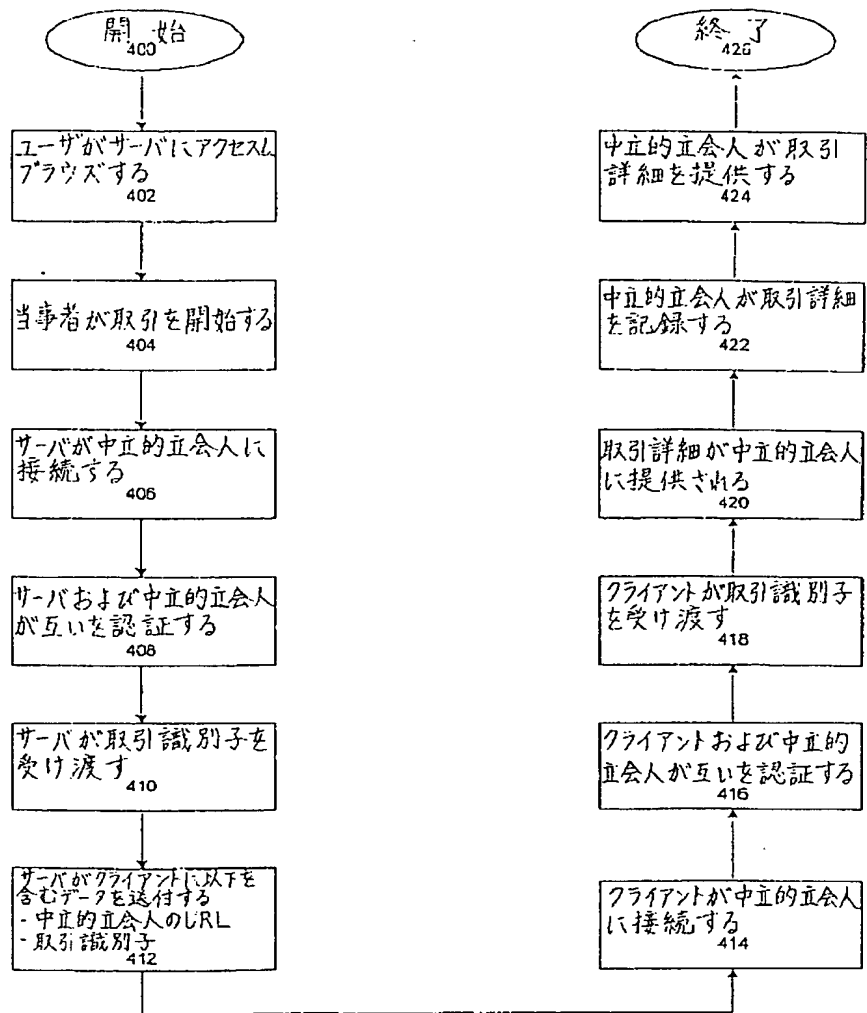 開始
400
ユーザがサーバにアクセスし
ブラウズする
402
当事者が取引を開始する
404
サーバが中立的立会人に
接続する
406
サーバおよび中立的立会人
が互いを認証する
408
サーバが取引識別子を
受け渡す
410
サーバがクライアントに以下を
含むデータを送付する
- 中立的立会人のURL
- 取引識別子
412
クライアントが中立的立会人
に接続する
414
クライアントおよび中立的
立会人が互いを認証する
416
クライアントが取引識別子
を受け渡す
418
取引詳細が中立的立会人
に提供される
420
中立的立会人が取引詳細
を記録する
422
中立的立会人が取引
詳細を提供する
424
終了
426